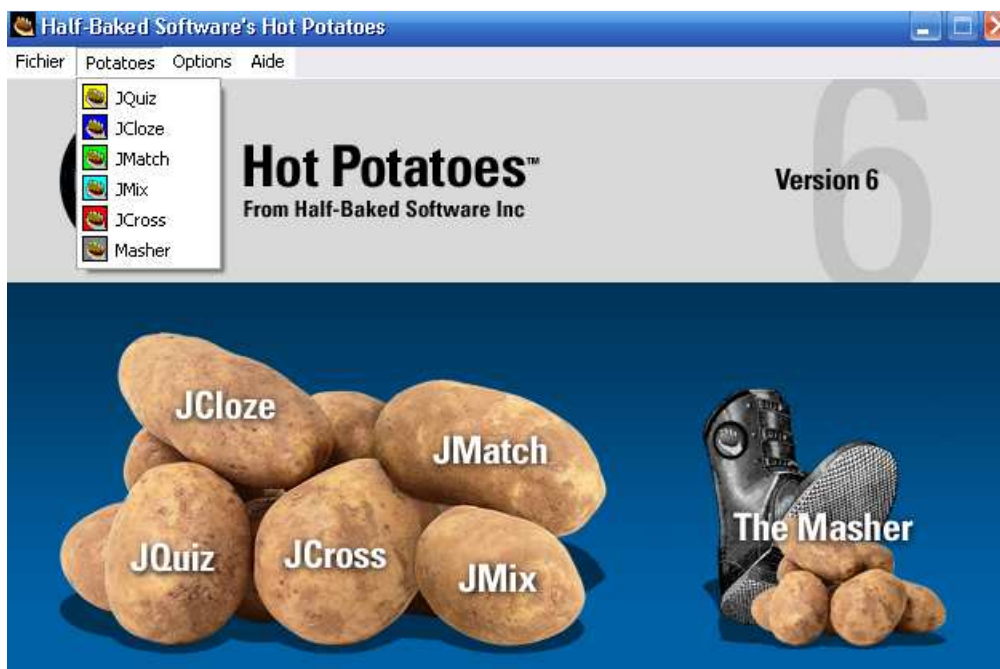 Half-Baked Software's Hot Potatoes
Fichier Potatoes Options Aide
JQuiz
JCloze
JMatch
JMix
JCross
Masher
Hot Potatoes™
From Half-Baked Software Inc
6
Version 6
JCloze
JMatch
JQuiz
JCross
JMix
The Masher